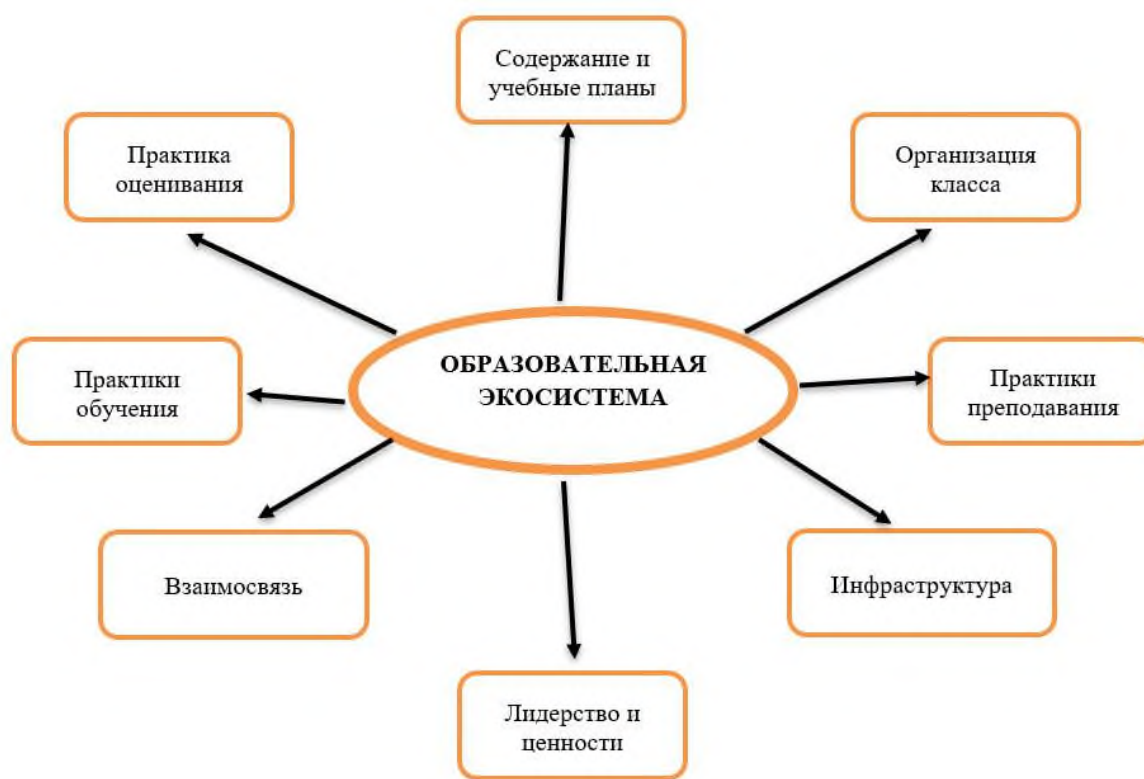 Содержание и
учебные планы
Практика
оценивания
Организация
класса
ОБРАЗОВАТЕЛЬНАЯ
ЭКОСИСТЕМА
Практики
обучения
Практики
преподавания
Взаимосвязь
Инфраструктура
Лидерство и
ценности